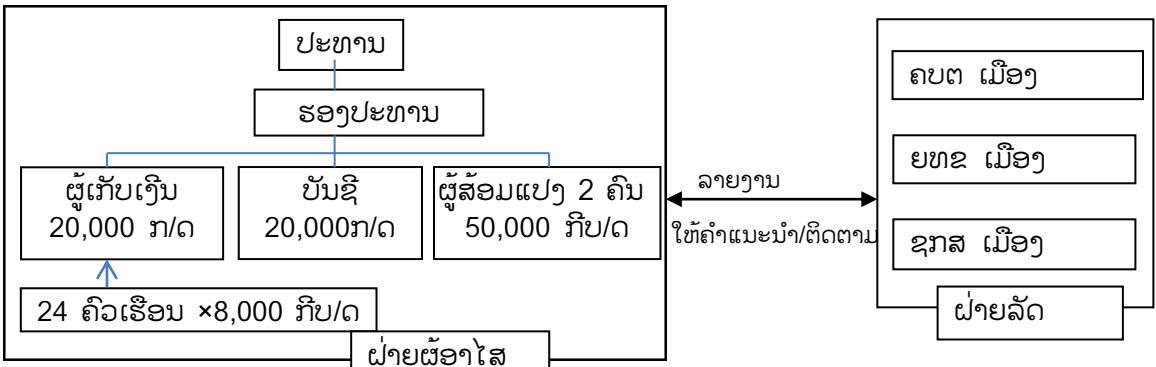 ປະທານ
ຮອງປະທານ
ຜູ້ເກັບເງິນ
20,000 ກ/ດ
ບັນຊີ
20,000ກ/ດ
ຜູ້ສ້ອມແປງ 2 ຄົນ
50,000 ກີບ/ດ
24 ຄົວເຮືອນ ×8,000 ກີບ/ດ
ຝ່າຍຜູ້ອາໄສ
ລາຍງານ
ໃຫ້ຄຳແນະນຳ/ຕິດຕາມ
ຄບຕ ເມືອງ
ຍທຂ ເມືອງ
ຊກສ ເມືອງ
ຝ່າຍລັດ